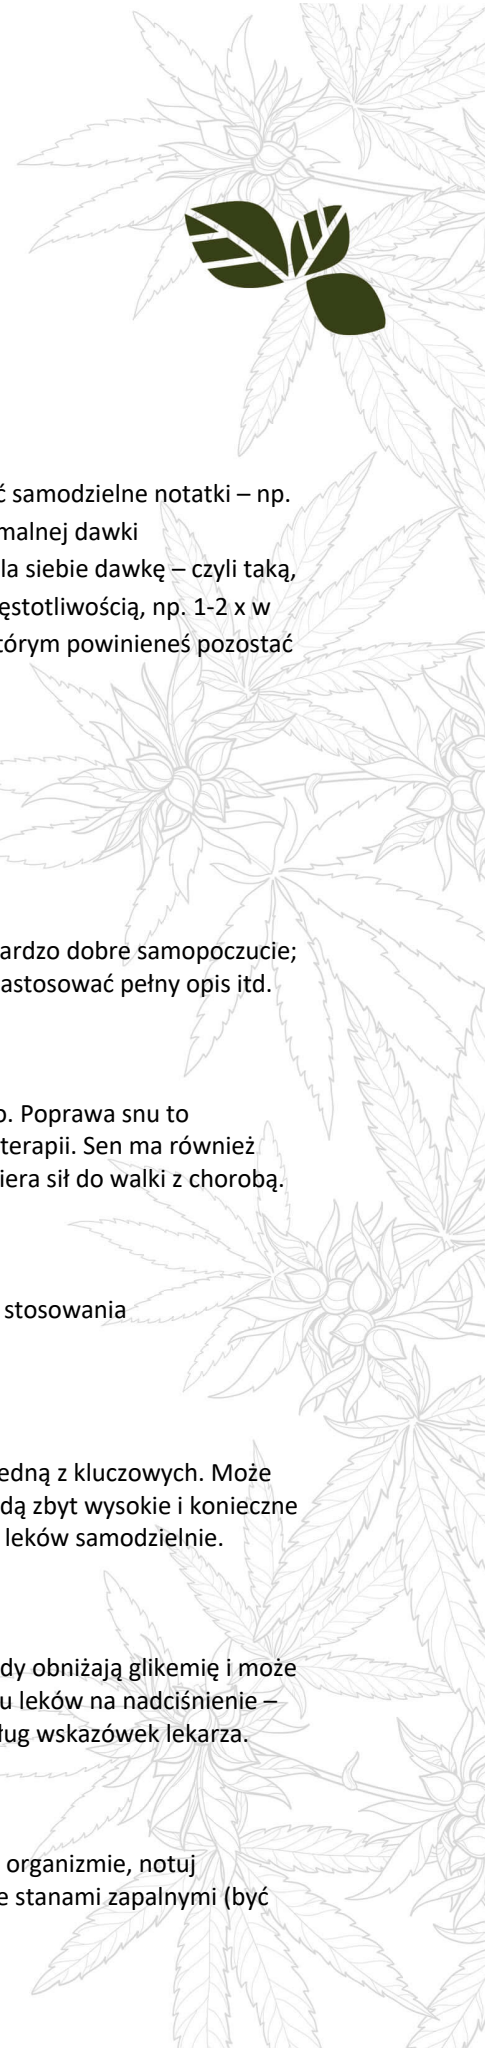 ć samodzielne notatki – np.
malnej dawki
la siebie dawkę – czyli taką,
ęstotliwością, np. 1-2 x w
tórym powinieneś pozostać
ardzo dobre samopoczucie;
astosować pełny opis itd.
o. Poprawa snu to
terapii. Sen ma również
iera sił do walki z chorobą.
stosowania
edną z kluczowych. Może
dą zbyt wysokie i konieczne
leków samodzielnie.
dy obniżają glikemię i może
u leków na nadciśnienie –
ług wskazówek lekarza.
organizmie, notuj
e stanami zapalnymi (być